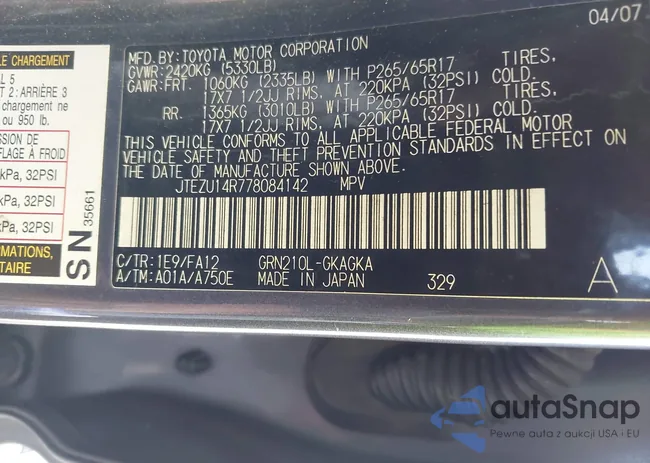 LE CHARGEMENT
L 5
T 2: ARRIÈRE 3
chargement ne
ou 950 lb.
ESSION DE
FLAGE À FROID
kPa, 32PSI
kPa, 32PSI
kPa, 32PSI
MATIONS
TAIRE
SN 35661
04/07
MFD.BY:TOYOTA MOTOR CORPORATION
GVWR:2420KG (5330LB)
GAWR:FRT. 1060KG (2335LB) WITH P265/65R17 TIRES,
17X7 1/2JJ RIMS, AT 220KPA (32PSI) COLD.
RR. 1365KG (3010LB) WITH P265/65R17 TIRES,
17X7 1/2JJ RIMS, AT 220KPA (32PSI) COLD.
THIS VEHICLE CONFORMS TO ALL APPLICABLE FEDERAL MOTOR
VEHICLE SAFETY AND THEFT PREVENTION STANDARDS IN EFFECT ON
THE DATE OF MANUFACTURE SHOWN ABOVE.
JTEZU14R778084142 MPV
C/TR:1E9/FA12 GRN210L-GKAGKA
A/TM:A01A/A750E MADE IN JAPAN 329 A
autaSnap
Pewne auta z aukcji USA i EU